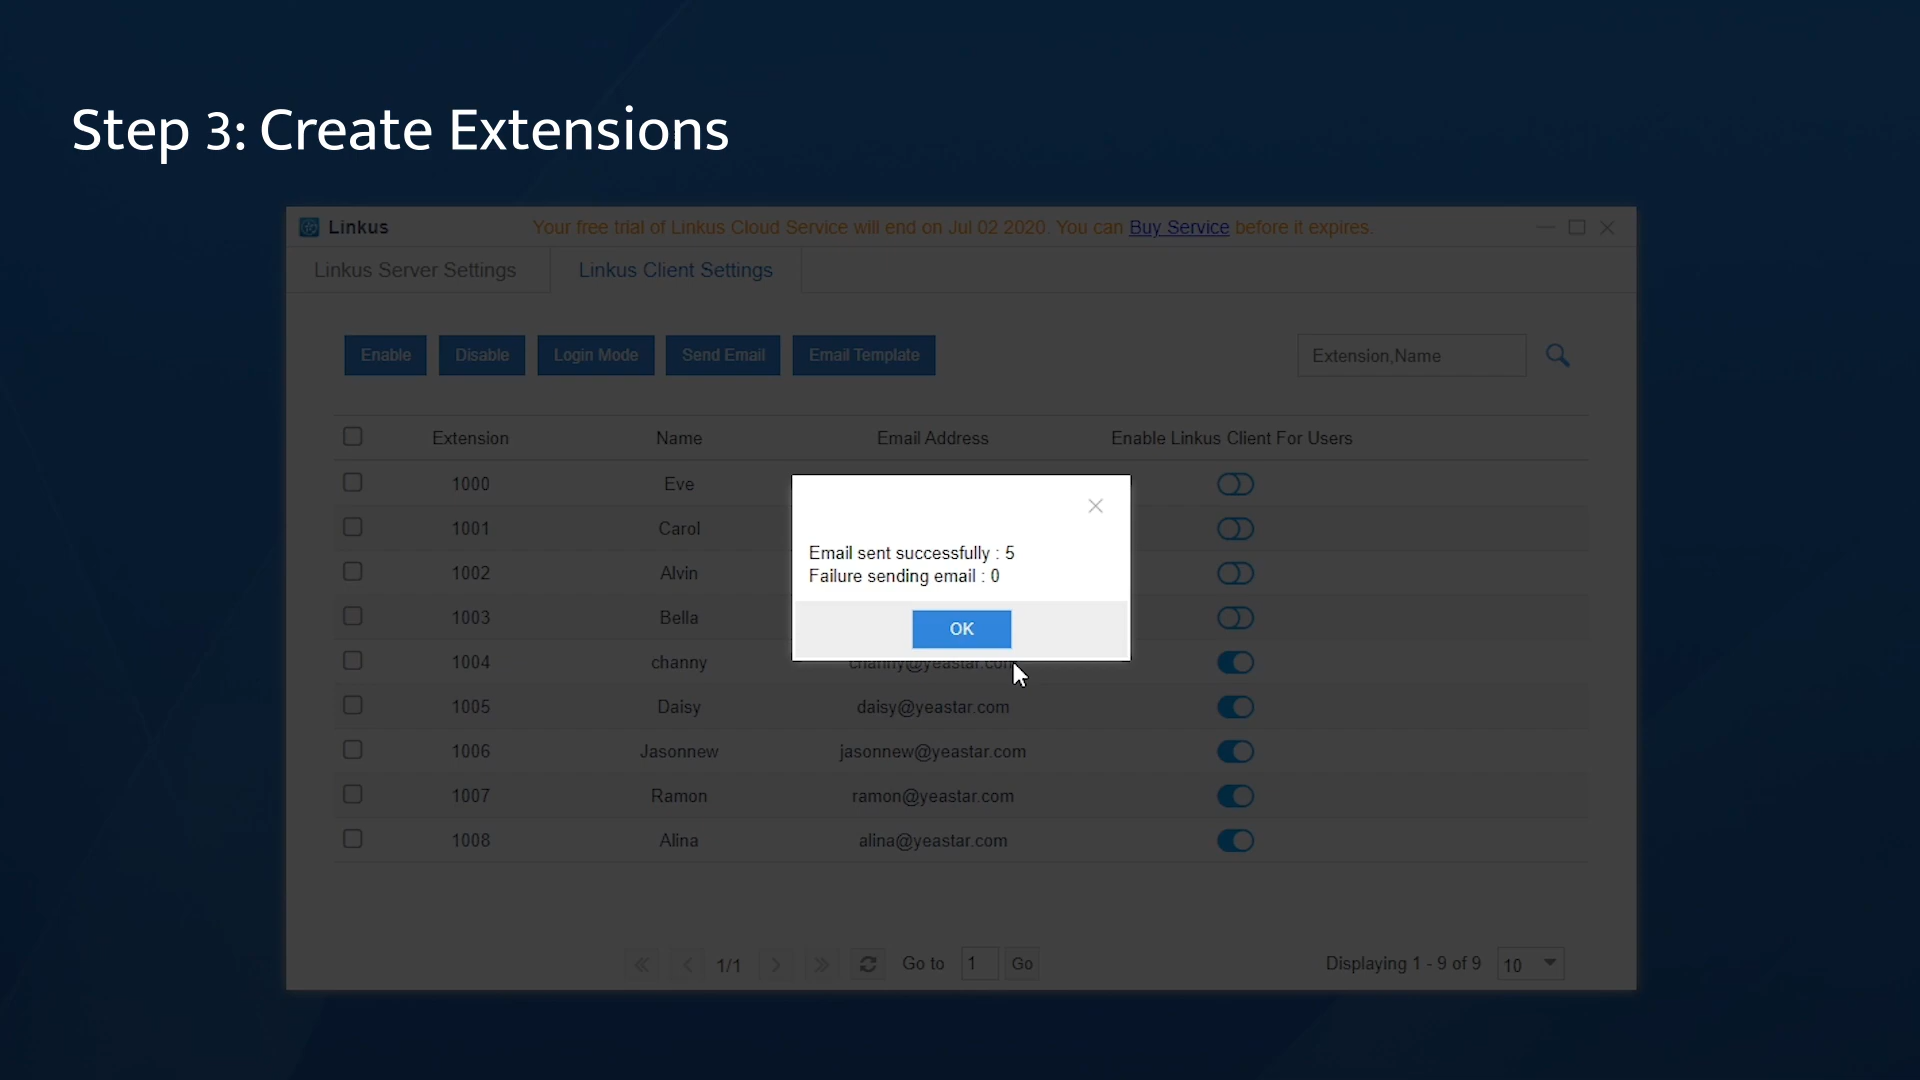 Step 3: Create Extensions
Linkus
Your free trial of Linkus Cloud Service will end on Jul 02 2020. You can Buy Service before it expires.
Linkus Server Settings
Linkus Client Settings
Enable
Disable
Login Mode
Send Email
Email Template
Extension,Name
Extension Name Email Address Enable Linkus Client For Users
1000 Eve
1001 Carol
1002 Alvin
1003 Bella
Email sent successfully : 5
Failure sending email : 0
OK
1004 channy channy@yeastar.com
1005 Daisy daisy@yeastar.com
1006 Jasonnew jasonnew@yeastar.com
1007 Ramon ramon@yeastar.com
1008 Alina alina@yeastar.com
1/1 Go to 1 Go Displaying 1 - 9 of 9 10